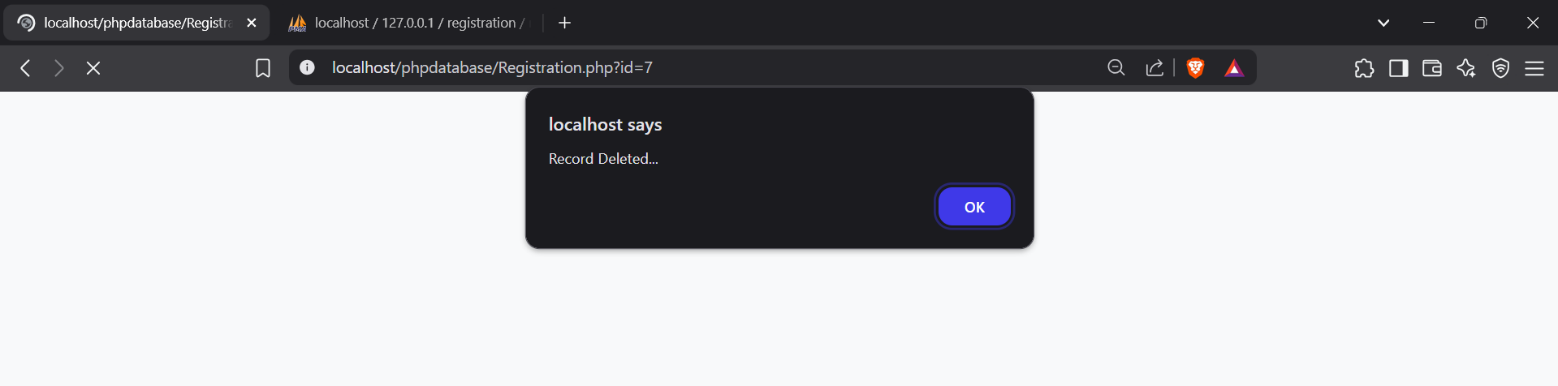 localhost/phpdatabase/Registr
localhost / 127.0.0.1 / registration /
localhost/phpdatabase/Registration.php?id=7
localhost says
Record Deleted...
OK